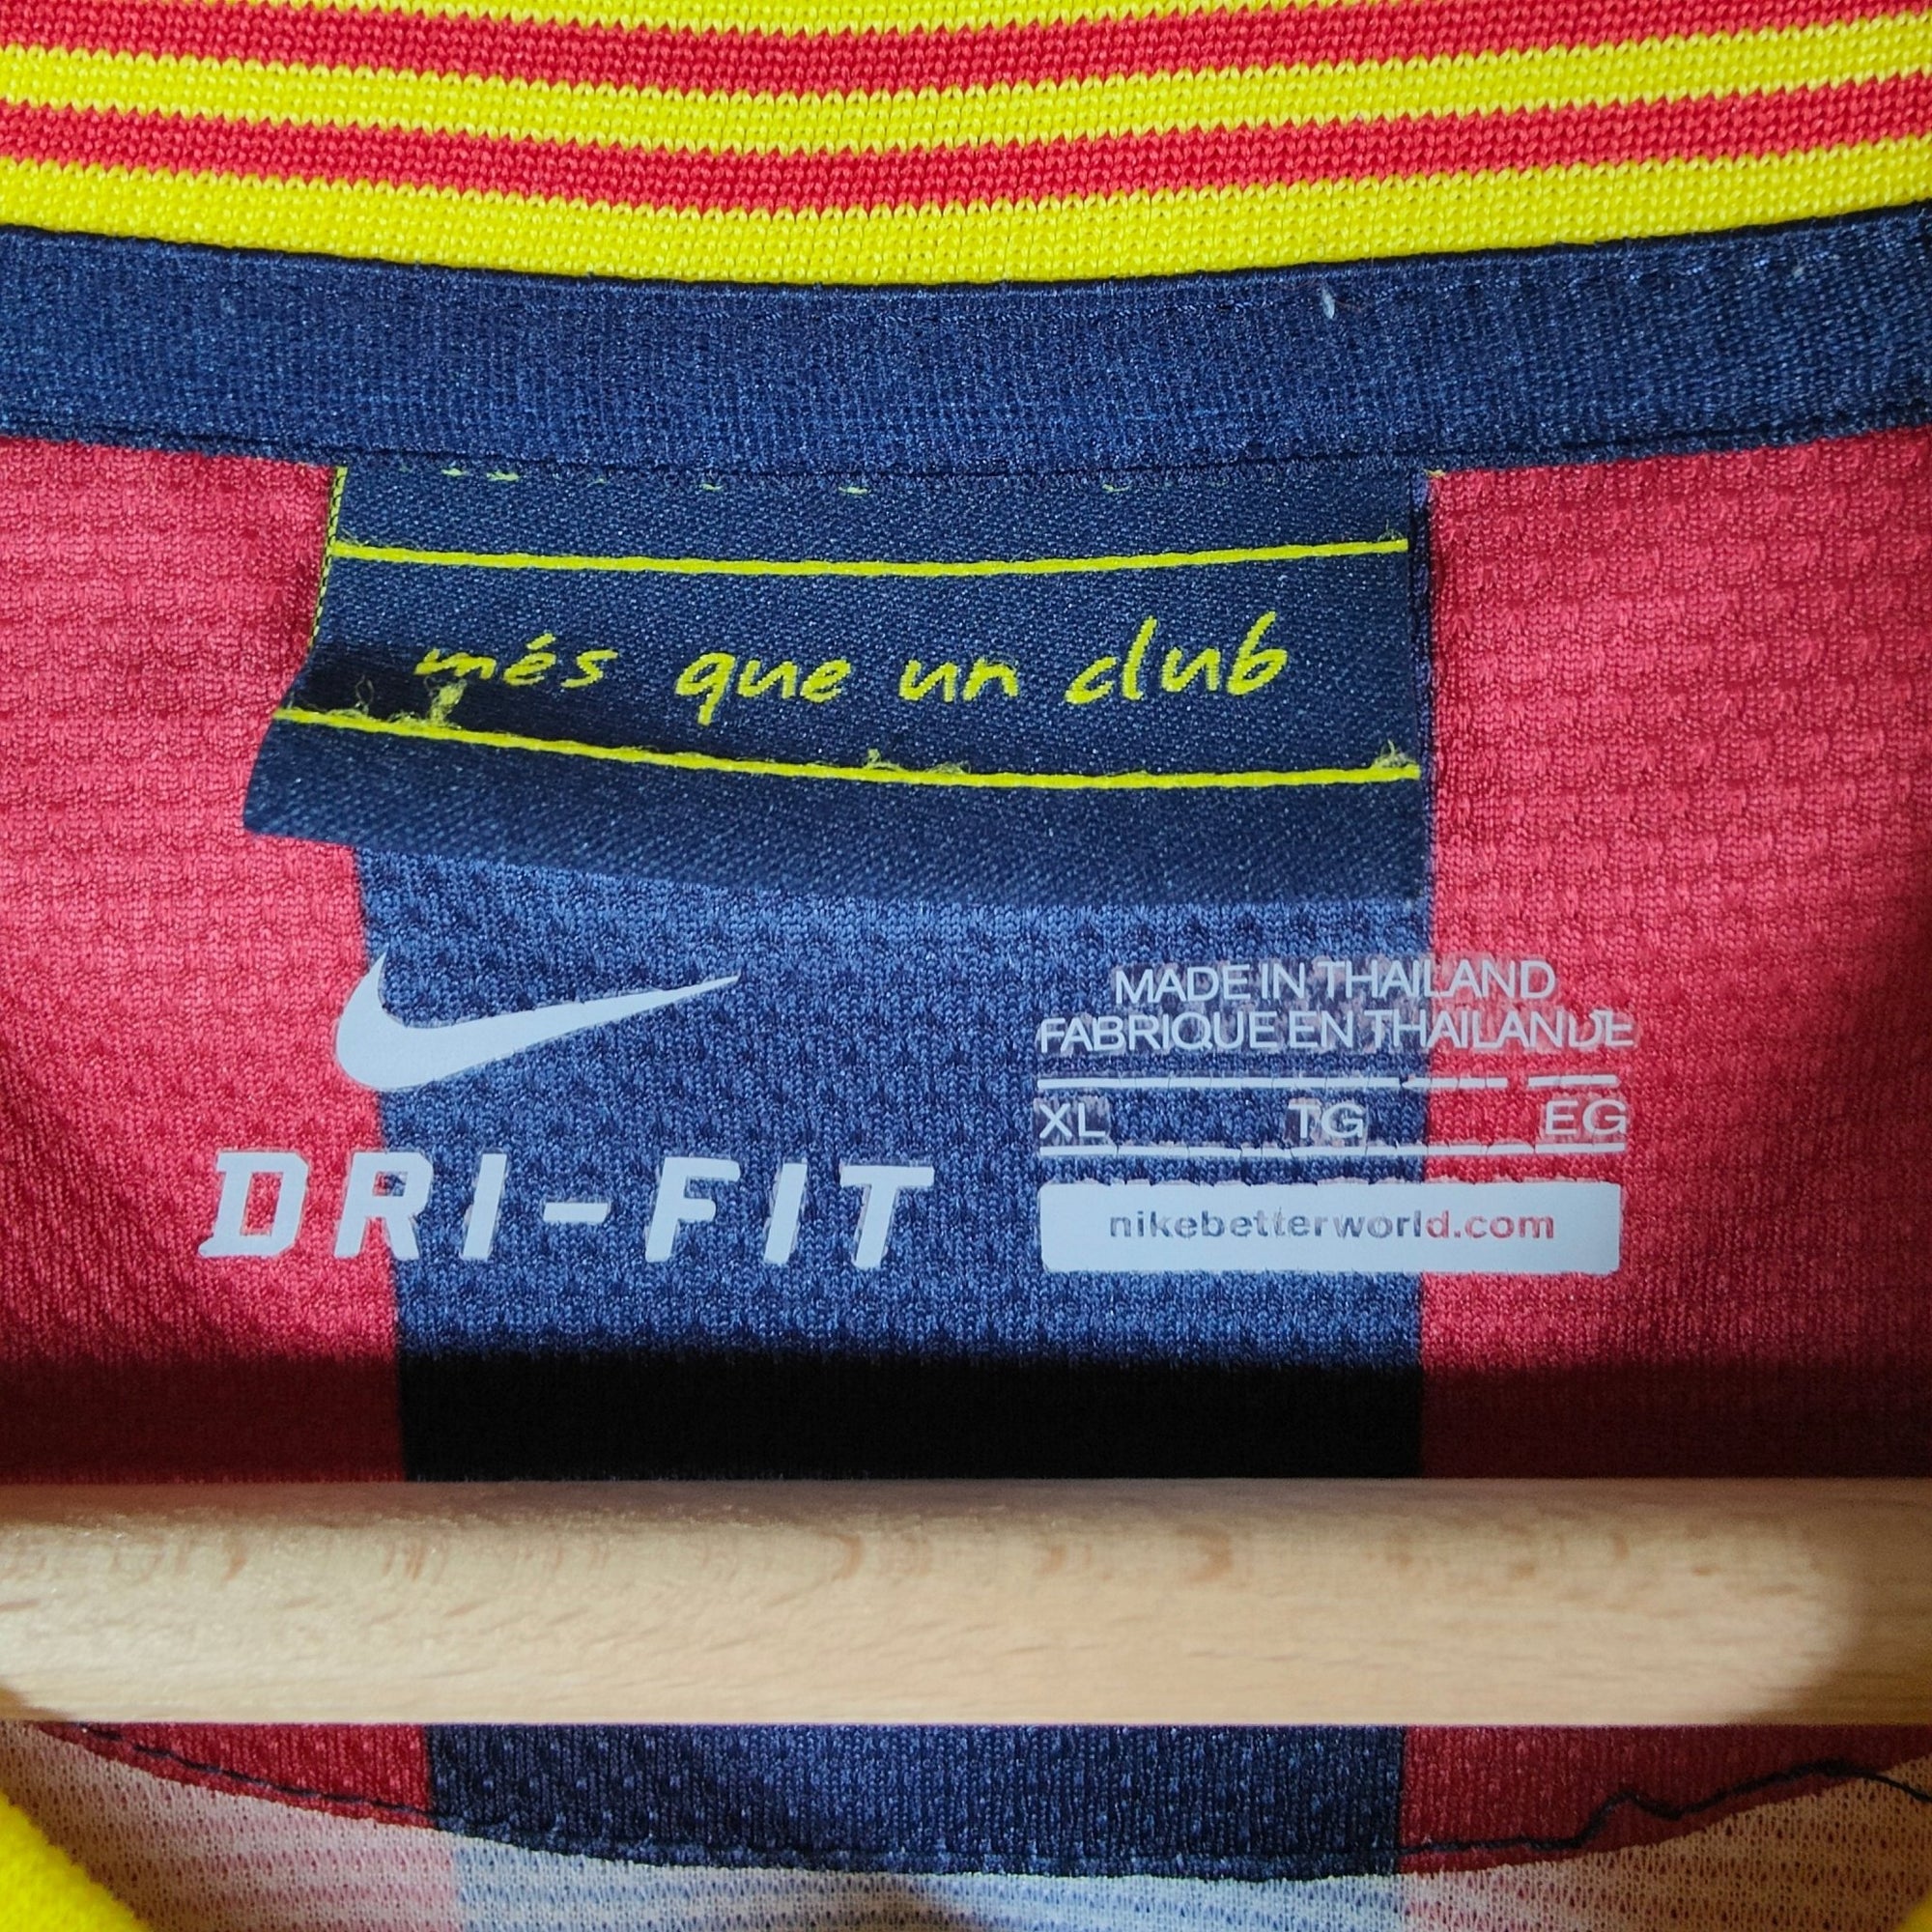 més que un club
DRI-FIT
MADE IN THAILAND
FABRIQUE EN THAILANDE
XL TG EG
nikebetterworld.com